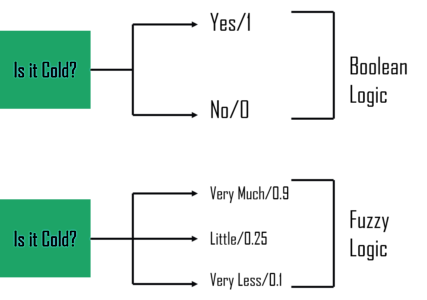 Is it Cold?
Yes/1
No/0
Boolean
Logic
Is it Cold?
Very Much/0.9
Little/0.25
Very Less/0.1
Fuzzy
Logic